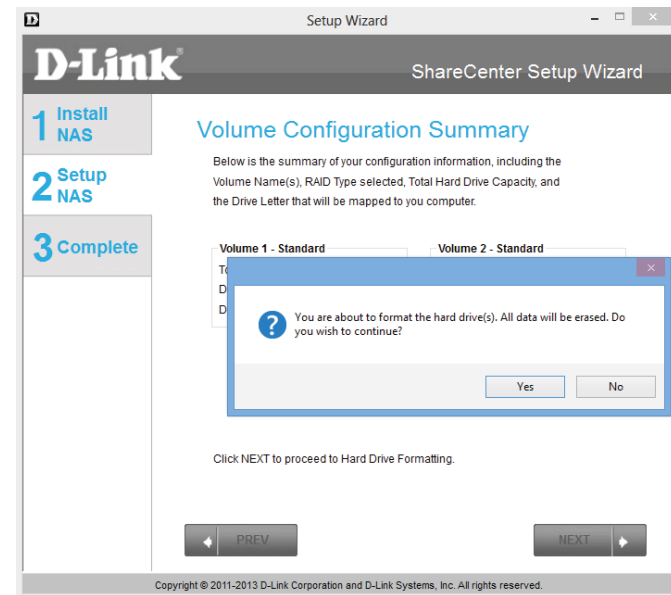 D
Setup Wizard
D-Link
ShareCenter Setup Wizard
1 Install
NAS
2 Setup
NAS
3 Complete
Volume Configuration Summary
Below is the summary of your configuration information, including the
Volume Name(s), RAID Type selected, Total Hard Drive Capacity, and
the Drive Letter that will be mapped to you computer.
Volume 1 - Standard
Volume 2 - Standard
D
D
You are about to format the hard drive(s). All data will be erased. Do
you wish to continue?
Yes
No
Click NEXT to proceed to Hard Drive Formatting.
PREV
NEXT
Copyright © 2011-2013 D-Link Corporation and D-Link Systems, Inc. All rights reserved.